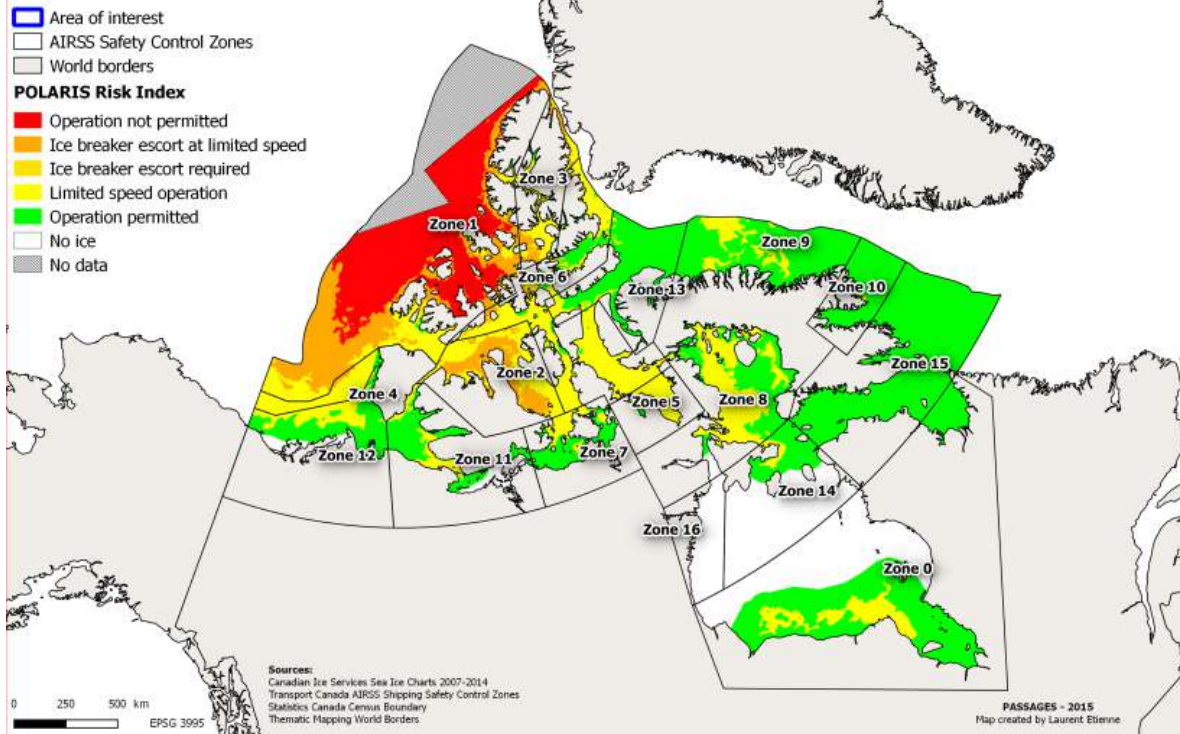 Area of interest
AIRSS Safety Control Zones
World borders
POLARIS Risk Index
Operation not permitted
Ice breaker escort at limited speed
Ice breaker escort required
Limited speed operation
Operation permitted
No ice
No data
Zone 3
Zone 1
Zone 9
Zone 6
Zone 13
Zone 10
Zone 15
Zone 2
Zone 4
Zone 5
Zone 8
Zone 12
Zone 11
Zone 7
Zone 14
Zone 16
Zone 0
Sources:
Canadian Ice Services Sea Ice Charts 2007-2014
Transport Canada AIRSS Shipping Safety Control Zones
Statistics Canada Census Boundary
Thematic Mapping World Borders
0 250 500 km
EPSG 3995
PASSAGES - 2015
Map created by Laurent Etienne